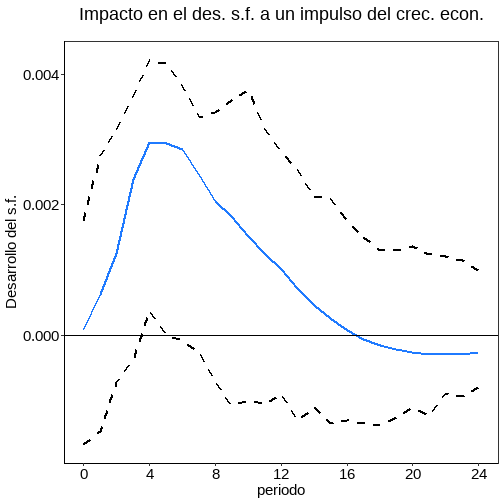 Impacto en el des. s.f. a un impulso del crec. econ.
0.004
0.002
0.000
Desarrollo del s.f.
0 4 8 12 16 20 24
periodo